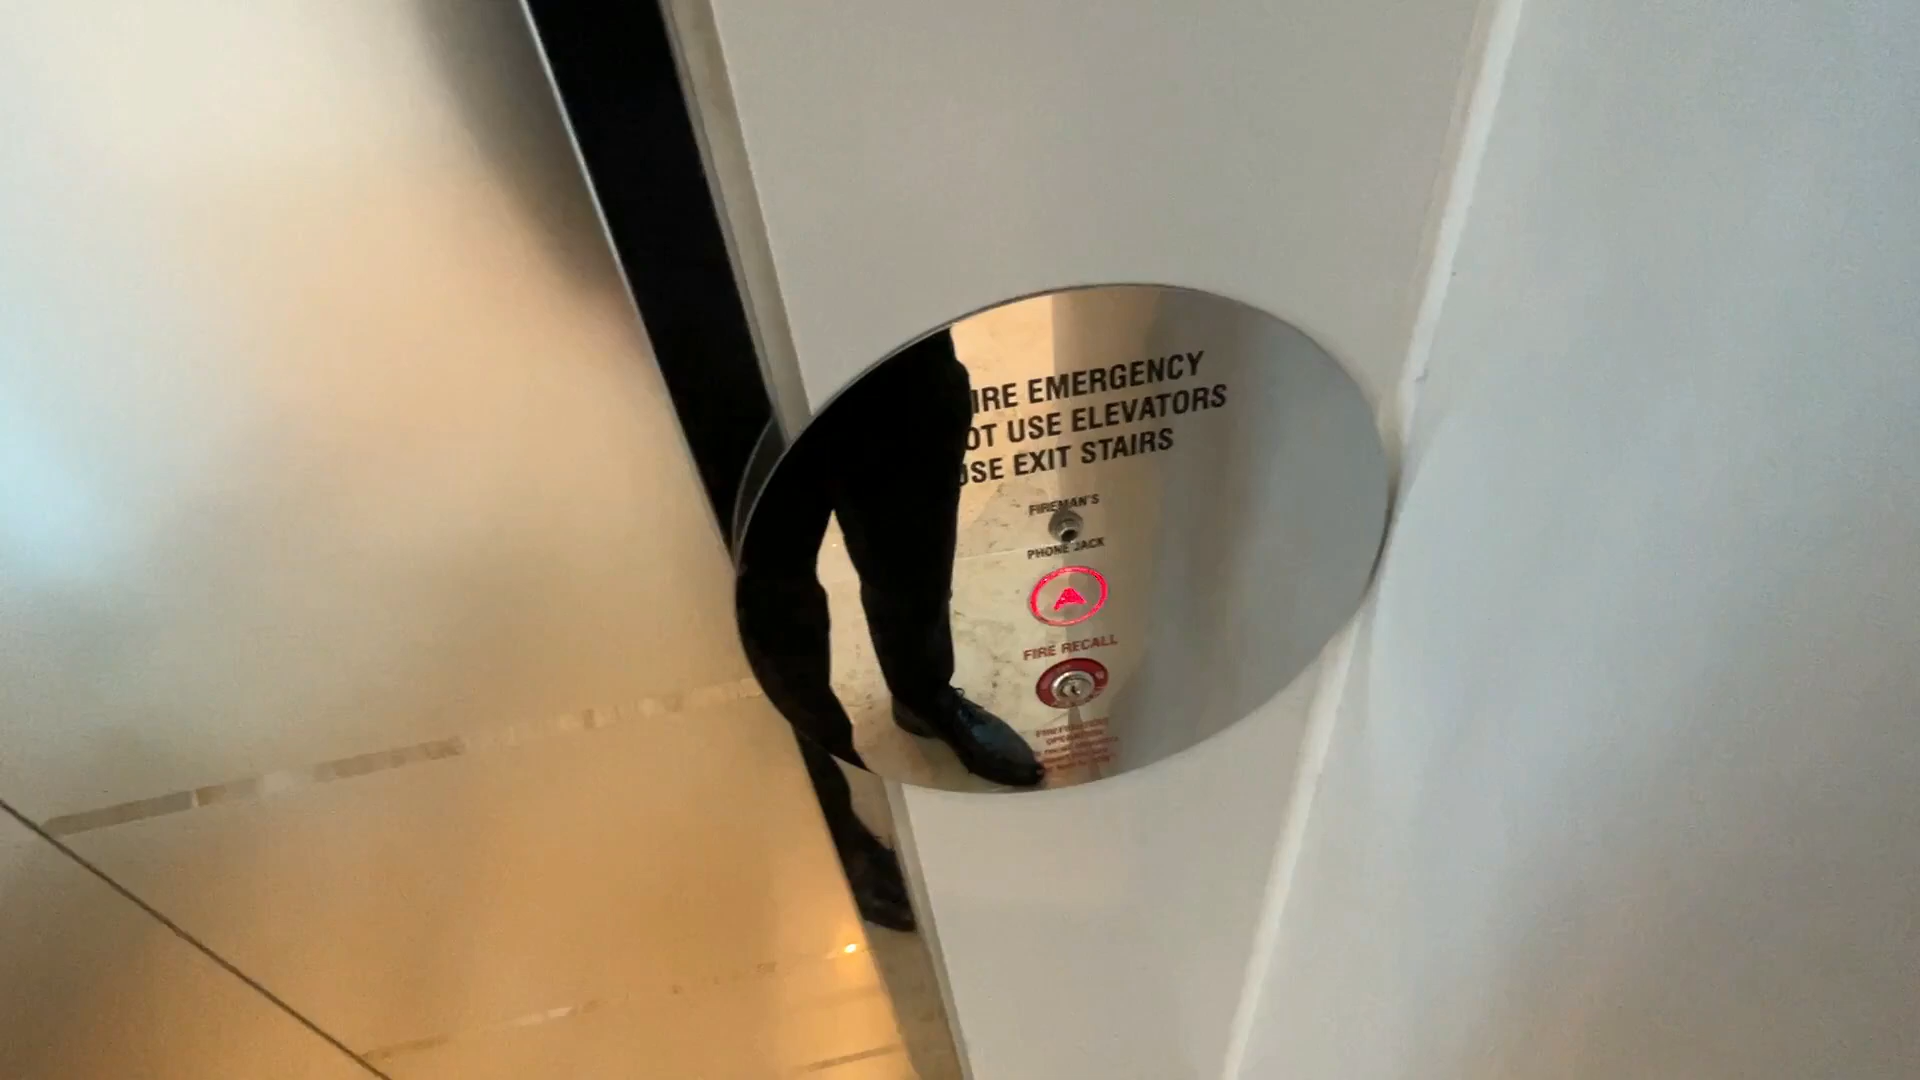 IRE EMERGENCY
OT USE ELEVATORS
USE EXIT STAIRS
FIREMAN'S
PHONE JACK
FIRE RECALL